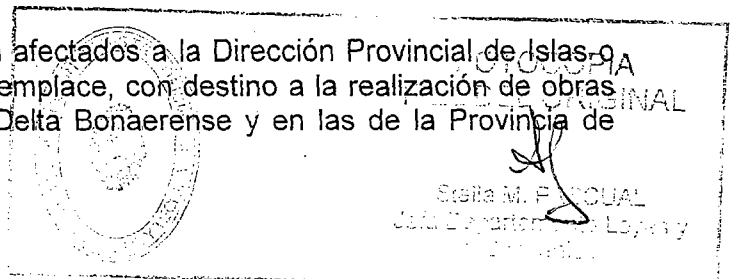 afectados a la Dirección Provincial de Islas o
emplace, con destino a la realización de obras
Delta Bonaerense y en las de la Provincia de
FOTOCOPIA
ORIGINAL
Stella M.